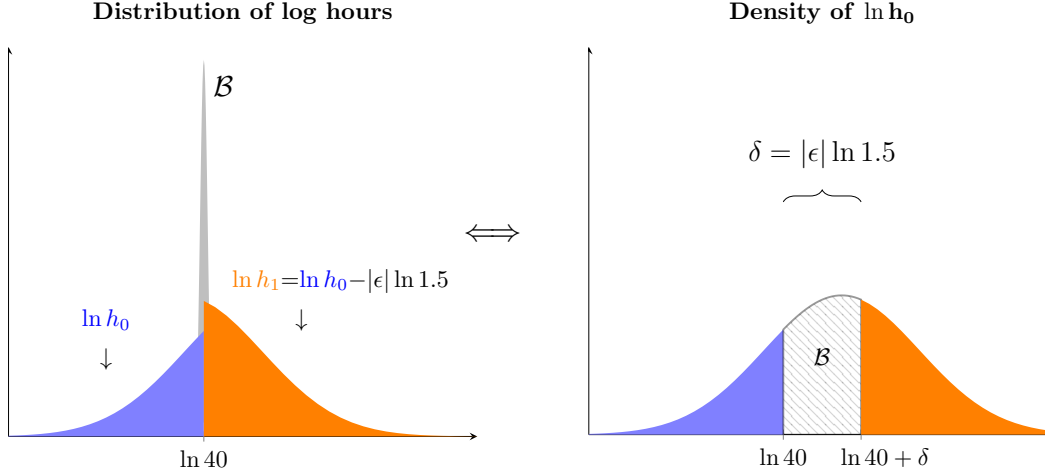 Distribution of log hours
ℬ
ln h₁=ln h₀−|ϵ| ln 1.5
↓
ln h₀
↓
ln 40
⟺
Density of ln h₀
δ = |ϵ| ln 1.5
ℬ
ln 40
ln 40 + δ